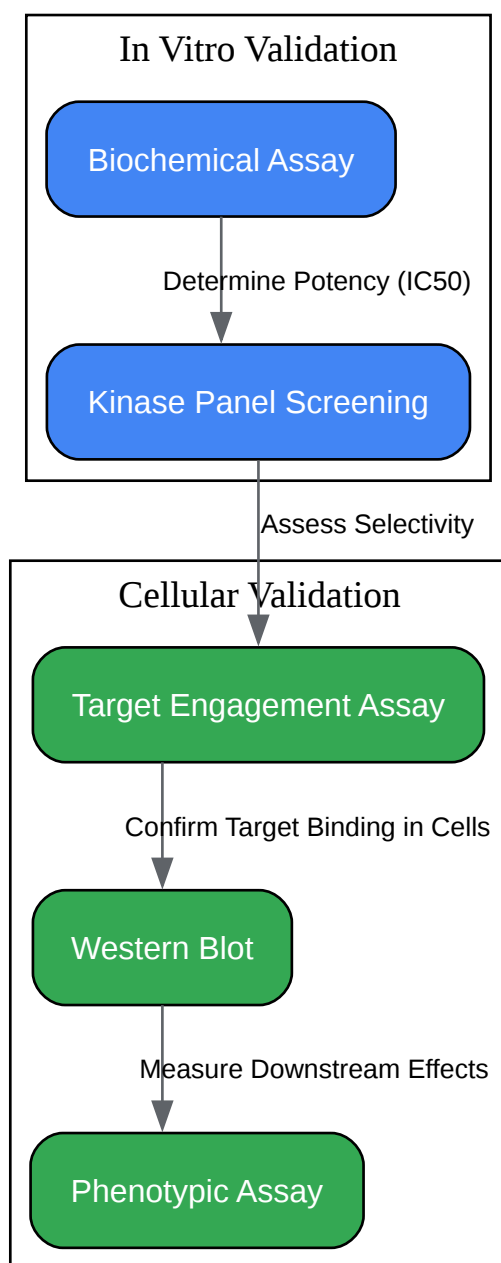 In Vitro Validation
Biochemical Assay
Determine Potency (IC50)
Kinase Panel Screening
Assess Selectivity
Cellular Validation
Target Engagement Assay
Confirm Target Binding in Cells
Western Blot
Measure Downstream Effects
Phenotypic Assay